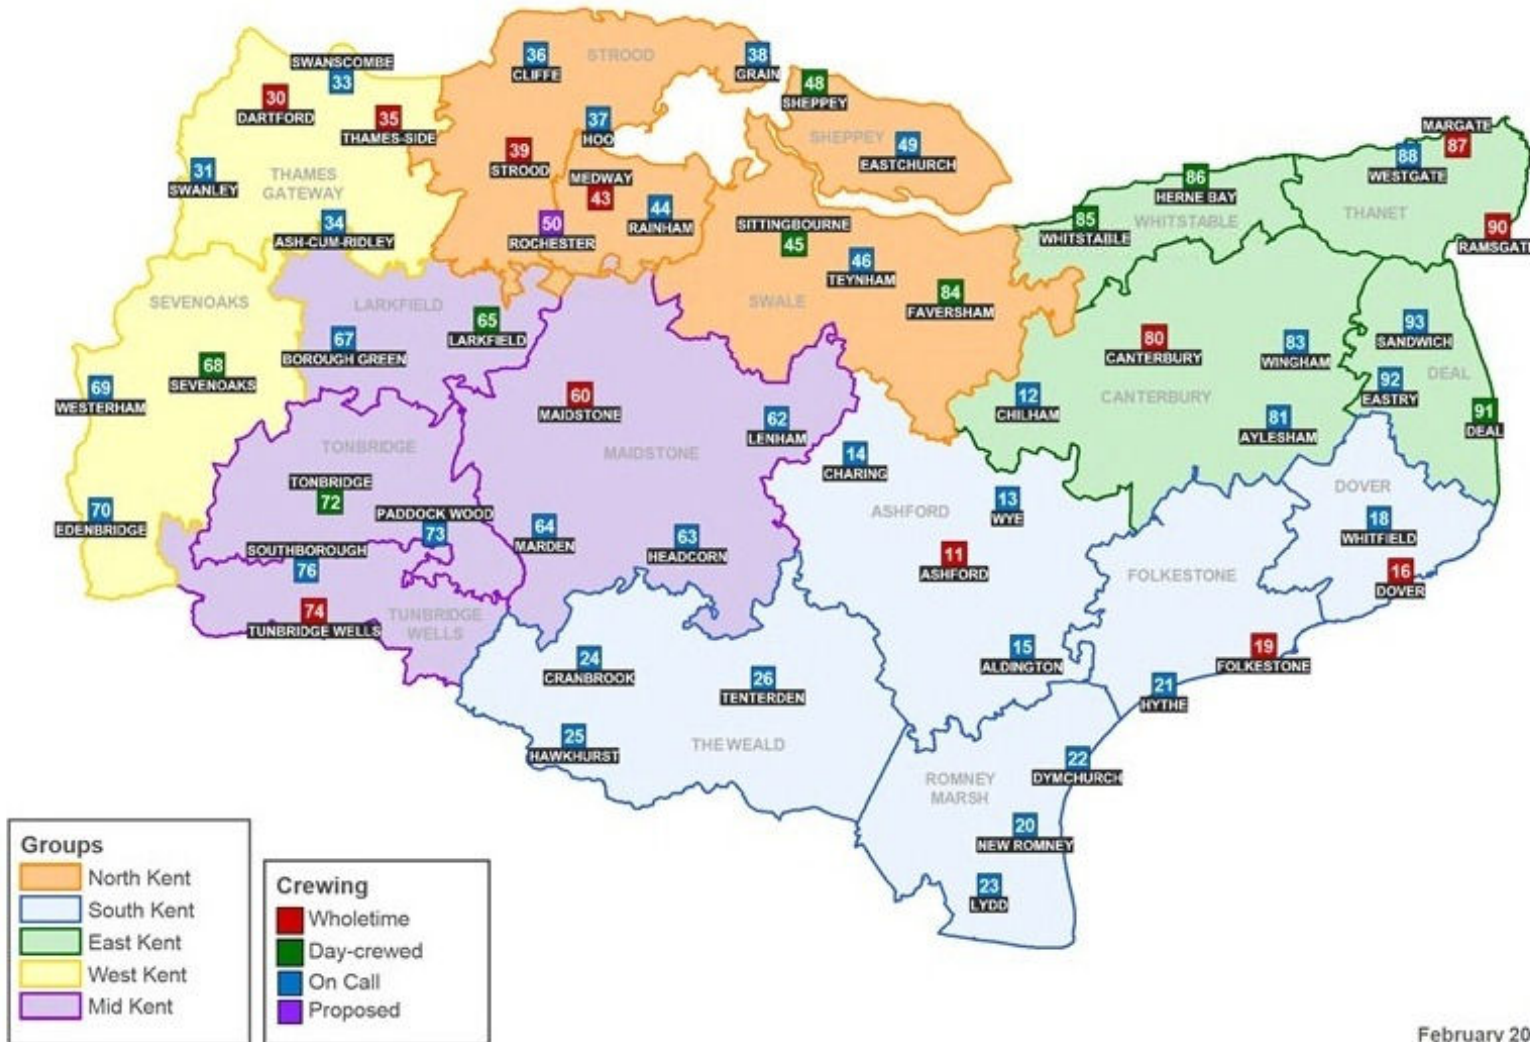 SWANSCOMBE
33
30
DARTFORD
35
THAMES-SIDE
31
SWANLEY
THAMES
GATEWAY
34
ASH-CUM-RIDLEY
36
CLIFFE
STROOD
38
GRAIN
37
HOO
39
STROOD
MEDWAY
43
44
RAINHAM
50
ROCHESTER
48
SHEPPEY
SHEPPEY
49
EASTCHURCH
SITTINGBOURNE
45
46
TEYNHAM
84
FAVERSHAM
SWALE
MARGATE
87
88
WESTGATE
86
HERNE BAY
85
WHITSTABLE
WHITSTABLE
THANET
90
RAMSGATE
SEVENOAKS
68
SEVENOAKS
69
WESTERHAM
70
EDENBRIDGE
LARKFIELD
65
LARKFIELD
67
BOROUGH GREEN
60
MAIDSTONE
62
LENHAM
MAIDSTONE
64
MARDEN
63
HEADCORN
TONBRIDGE
TONBRIDGE
72
PADDOCK WOOD
73
SOUTHBOROUGH
76
74
TUNBRIDGE WELLS
TUNBRIDGE
WELLS
80
CANTERBURY
83
WINGHAM
12
CHILHAM
CANTERBURY
81
AYLESHAM
93
SANDWICH
92
EASTRY
DEAL
91
DEAL
14
CHARING
ASHFORD
13
WYE
11
ASHFORD
15
ALDINGTON
DOVER
18
WHITFIELD
16
DOVER
FOLKESTONE
19
FOLKESTONE
21
HYTHE
24
CRANBROOK
26
TENTERDEN
25
HAWKHURST
THE WEALD
ROMNEY
MARSH
22
DYMCHURCH
20
NEW ROMNEY
23
LYDD
Groups
North Kent
South Kent
East Kent
West Kent
Mid Kent
Crewing
Wholetime
Day-crewed
On Call
Proposed
February 20